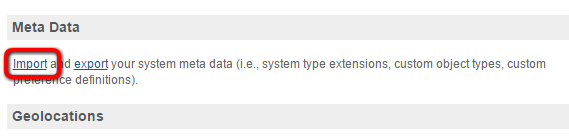 Meta Data
Import and export your system meta data (i.e., system type extensions, custom object types, custom
preference definitions).
Geolocations